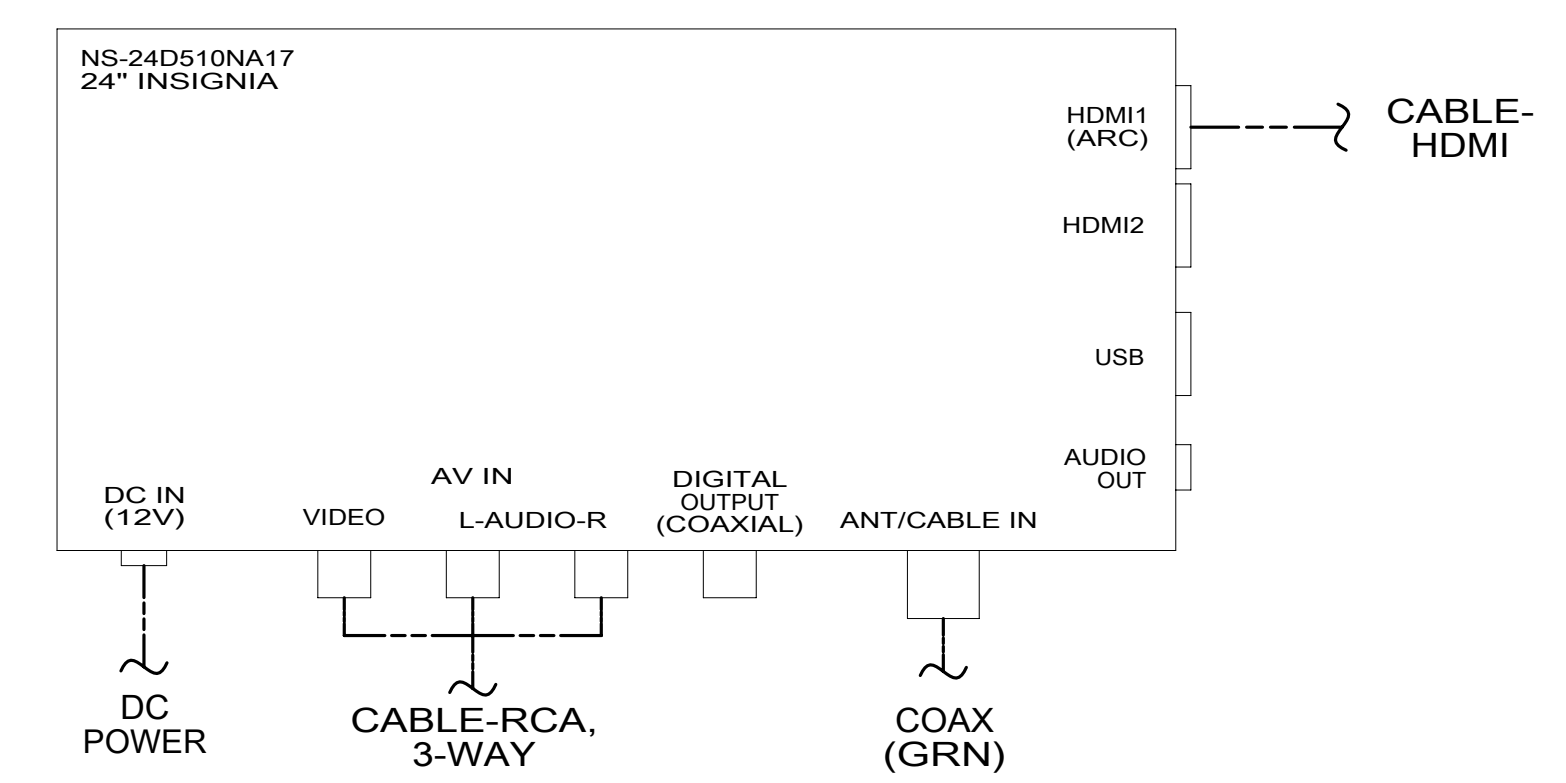 NS-24D510NA17
24" INSIGNIA
HDMI1
(ARC)
CABLE-
HDMI
HDMI2
USB
AUDIO
OUT
DC IN
(12V)
VIDEO
AV IN
L-AUDIO-R
DIGITAL
OUTPUT
(COAXIAL)
ANT/CABLE IN
DC
POWER
CABLE-RCA,
3-WAY
COAX
(GRN)